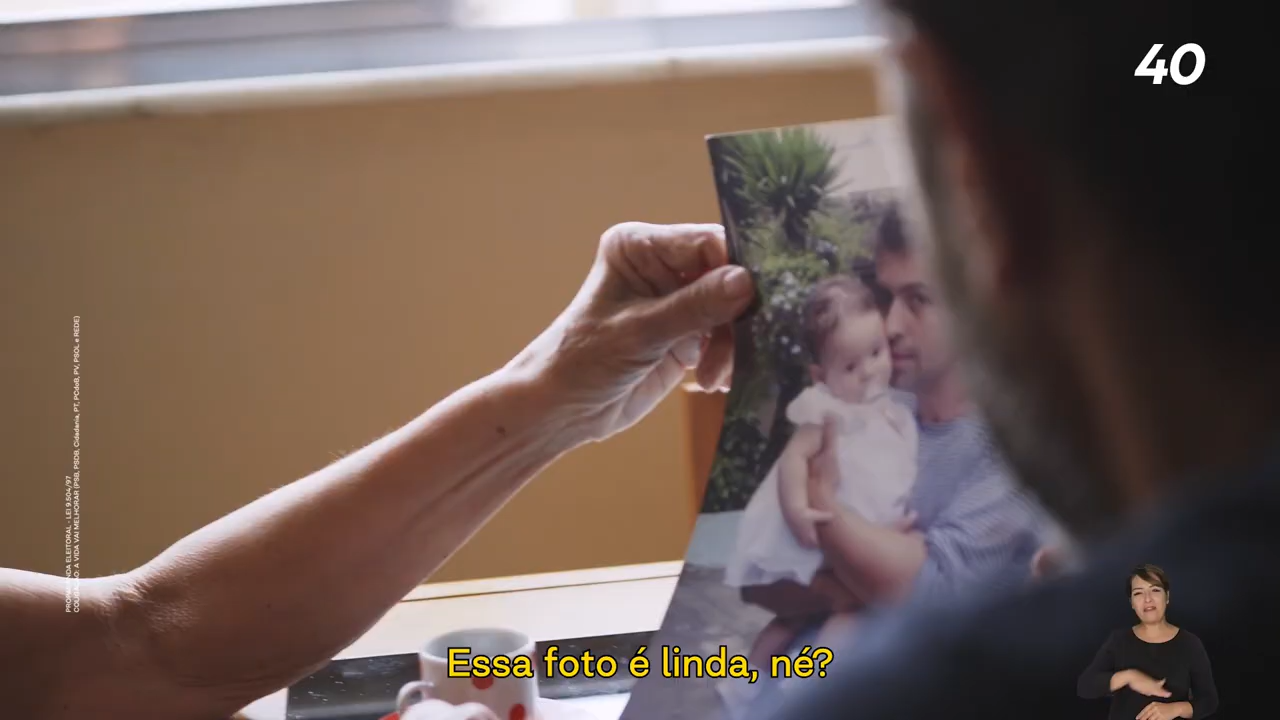 40
PROPAGANDA ELEITORAL - LEI 9.504/97
COLIGAÇÃO: A VIDA VAI MELHORAR (PSB, PSDB, Cidadania, PT, PCdoB, PV, PSOL e REDE)
Essa foto é linda, né?